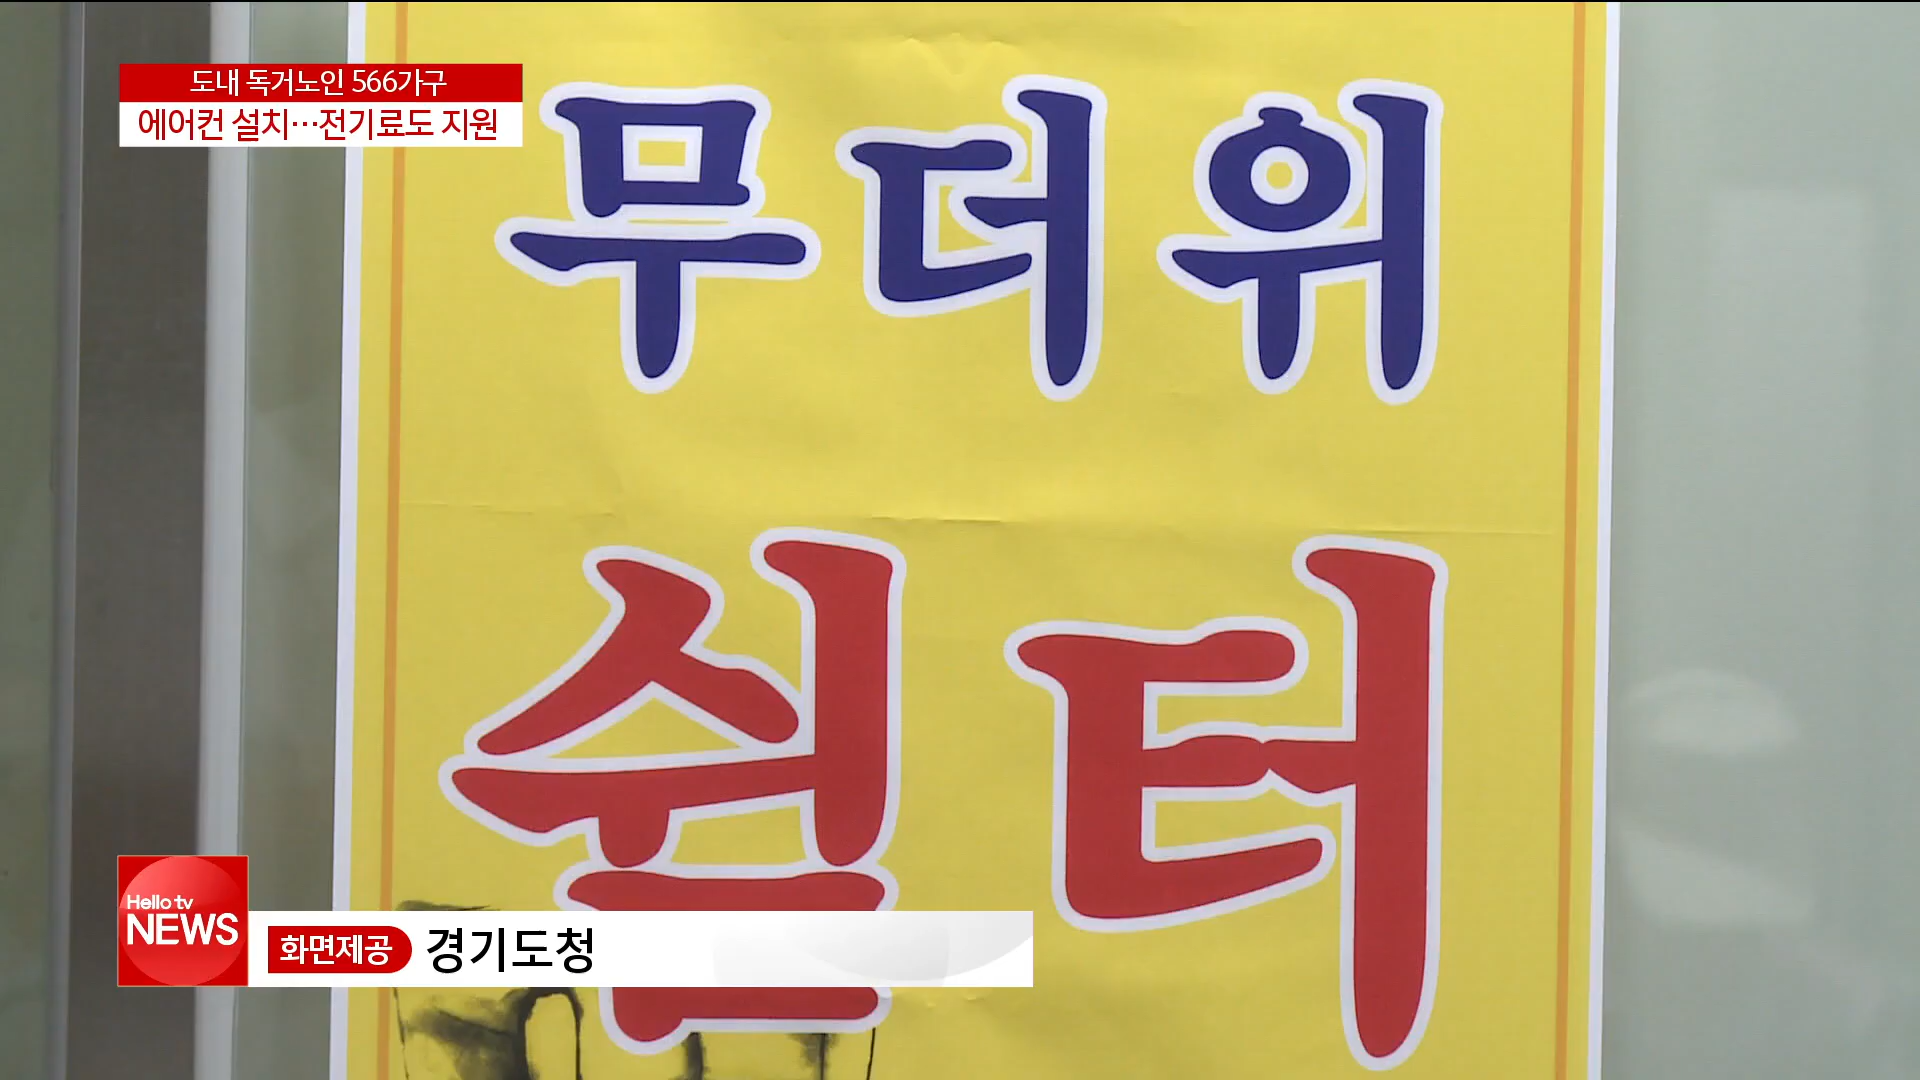 도내 독거노인 566가구
에어컨 설치…전기료도 지원
무더위
쉼터
Hello tv
NEWS
화면제공 경기도청